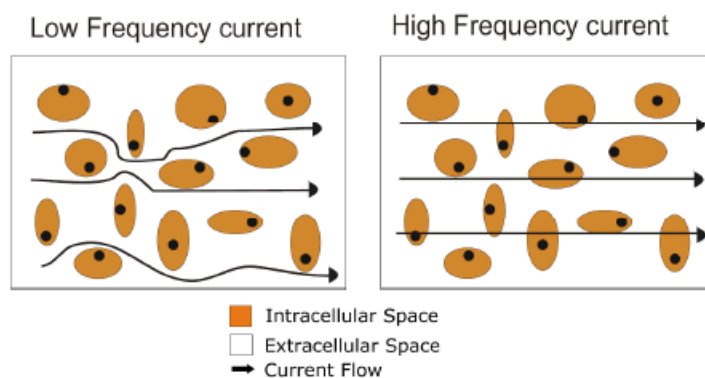 Low Frequency current
High Frequency current
Intracellular Space
Extracellular Space
Current Flow